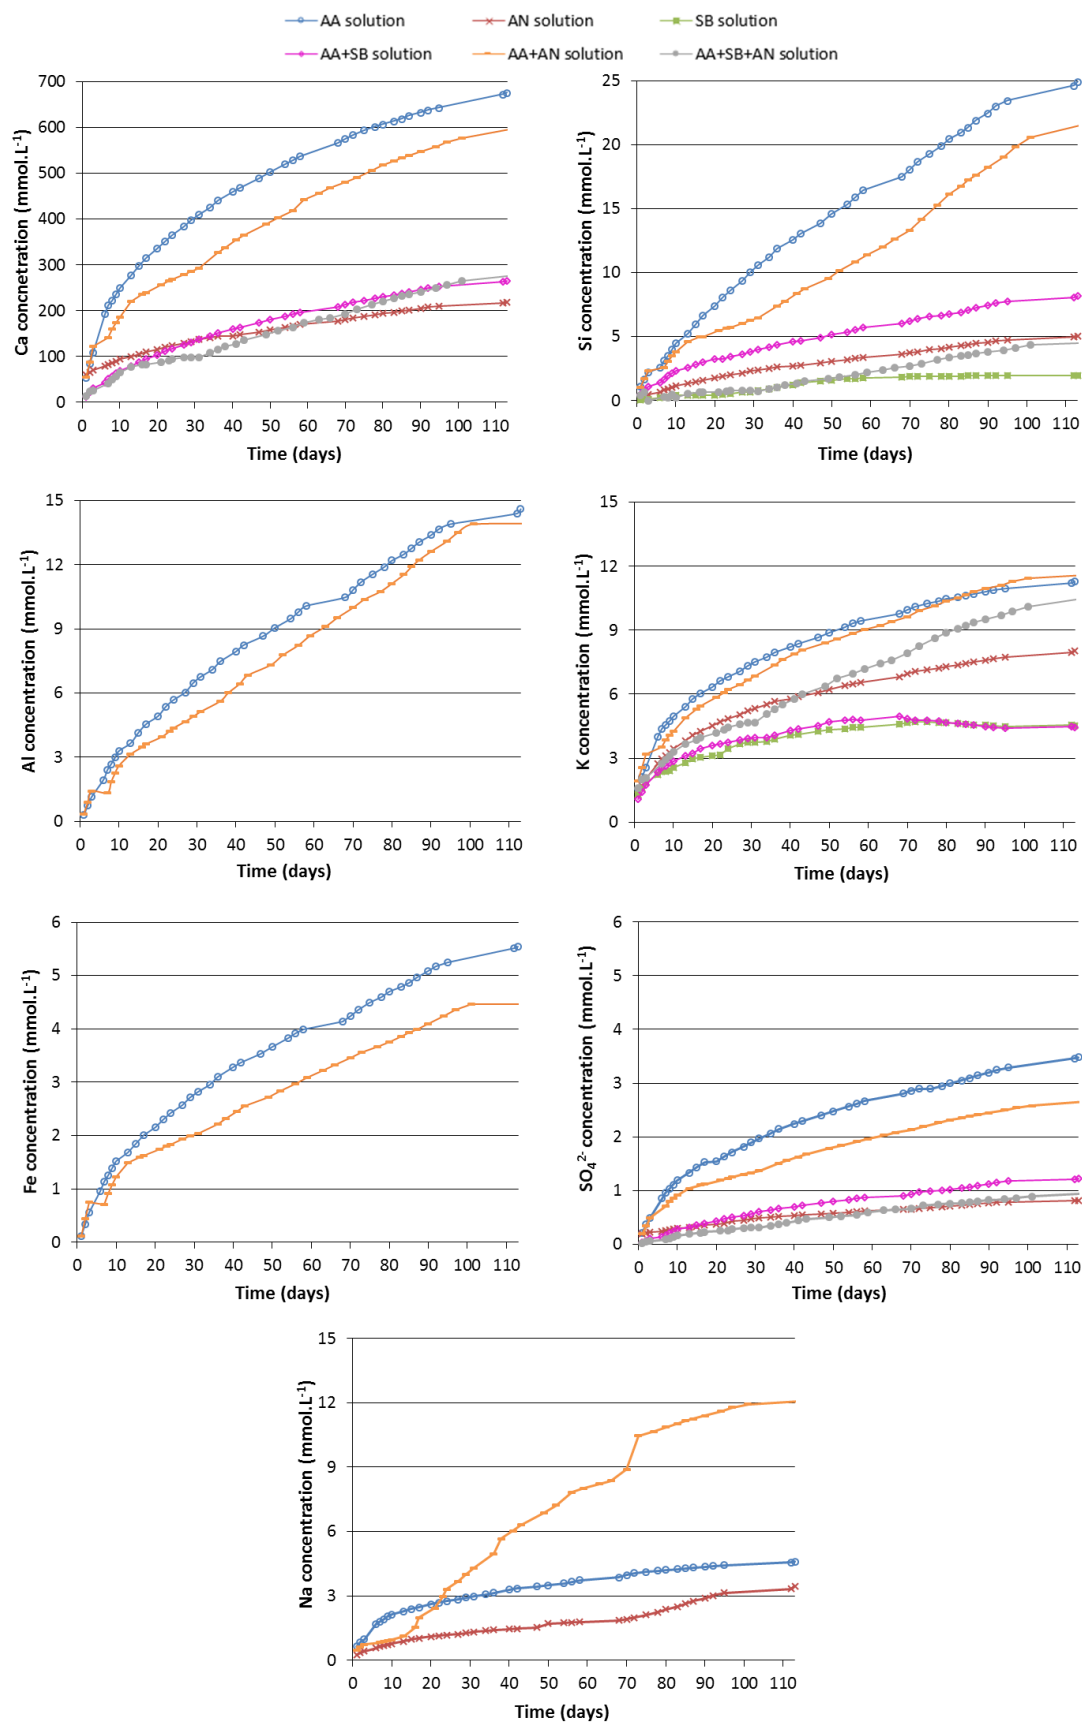 AA solution AN solution SB solution
AA+SB solution AA+AN solution AA+SB+AN solution
Ca concnetration (mmol.L-1)
700
600
500
400
300
200
100
0
0 10 20 30 40 50 60 70 80 90 100 110
Time (days)
Si concentration (mmol.L-1)
25
20
15
10
5
0
0 10 20 30 40 50 60 70 80 90 100 110
Time (days)
Al concentration (mmol.L-1)
15
12
9
6
3
0
0 10 20 30 40 50 60 70 80 90 100 110
Time (days)
K concentration (mmol.L-1)
15
12
9
6
3
0
0 10 20 30 40 50 60 70 80 90 100 110
Time (days)
Fe concentration (mmol.L-1)
6
5
4
3
2
1
0
0 10 20 30 40 50 60 70 80 90 100 110
Time (days)
SO4 2- concentration (mmol.L-1)
6
5
4
3
2
1
0
0 10 20 30 40 50 60 70 80 90 100 110
Time (days)
Na concentration (mmol.L-1)
15
12
9
6
3
0
0 10 20 30 40 50 60 70 80 90 100 110
Time (days)